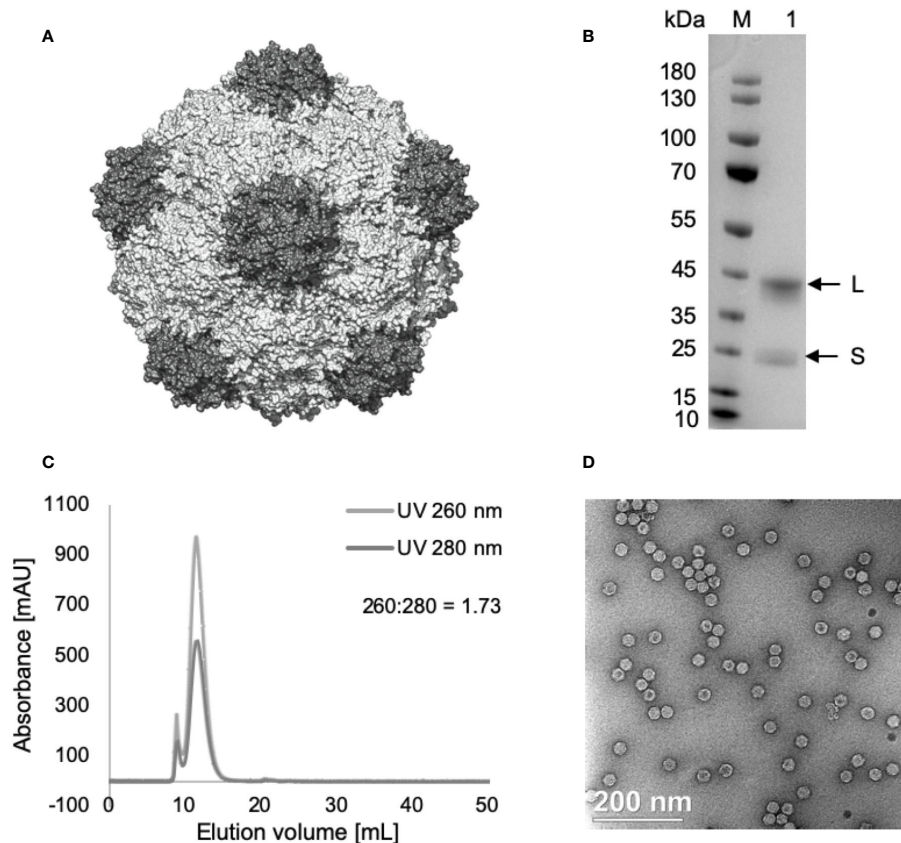 A
B
kDa M 1
180
130
100
70
55
45
35
25
15
10
L
S
C
1100
900
700
500
300
100
-100
Absorbance [mAU]
UV 260 nm
UV 280 nm
260:280 = 1.73
0 10 20 30 40 50
Elution volume [mL]
D
200 nm